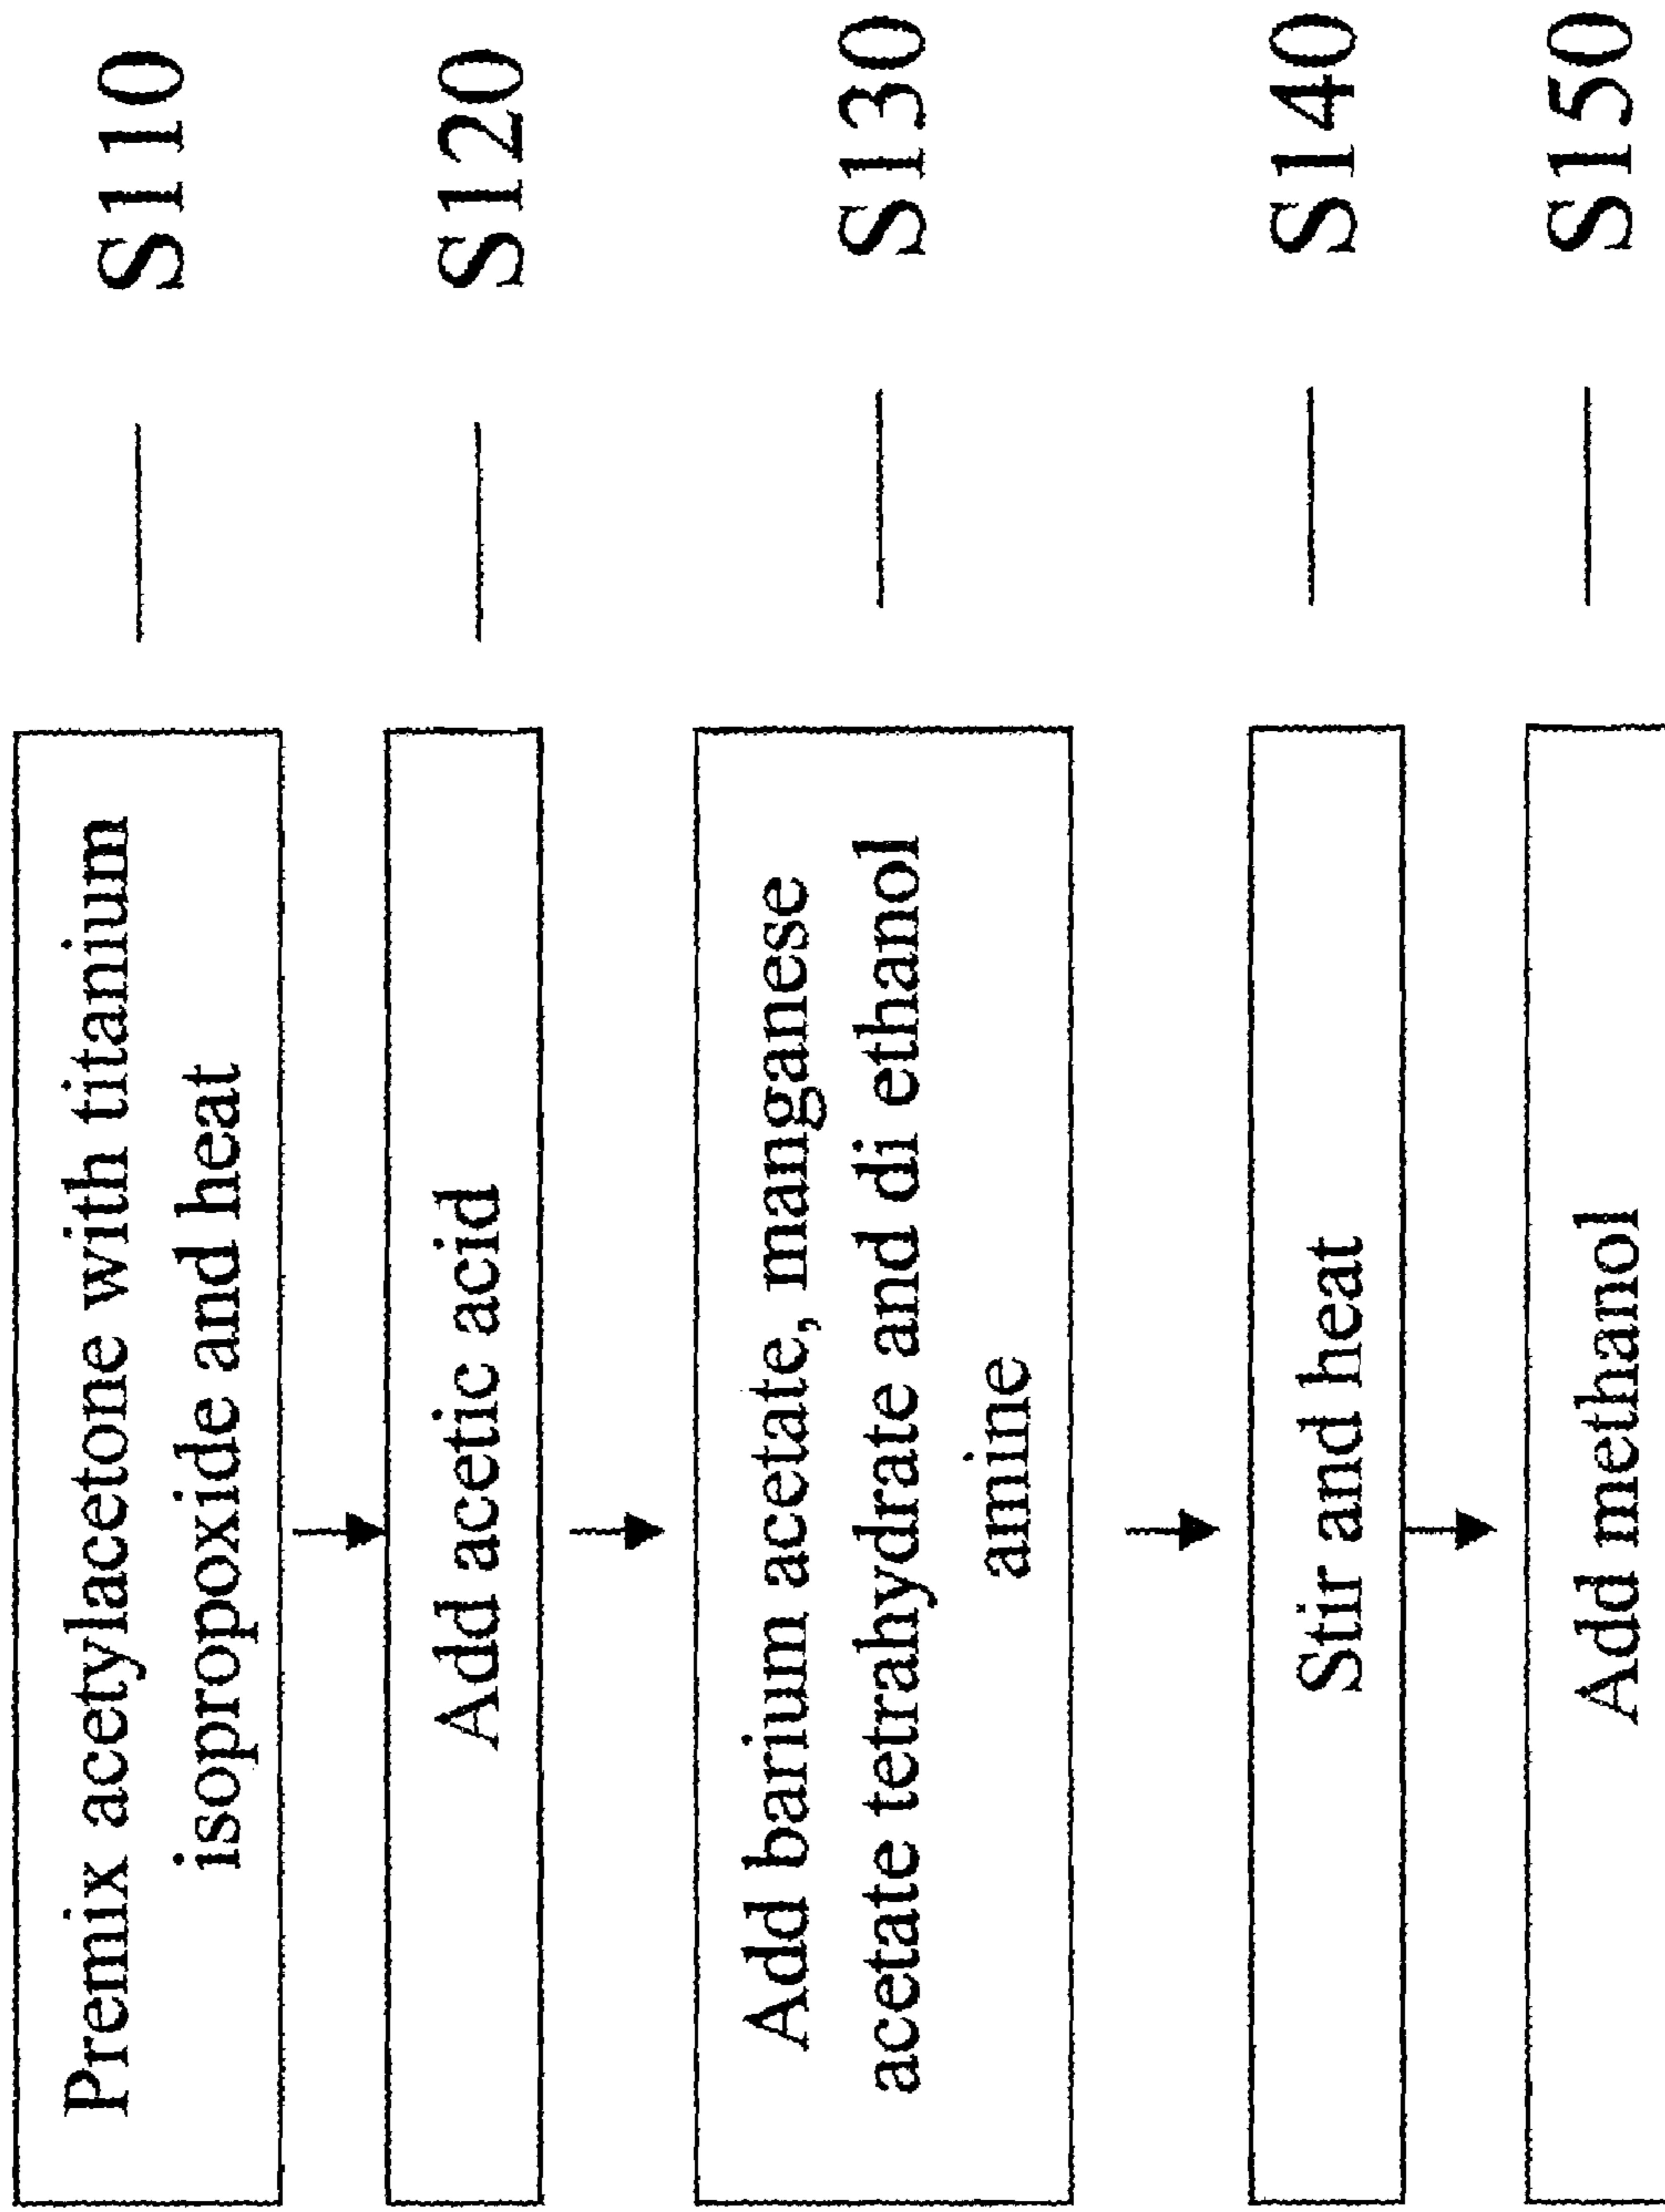 Premix acetylacetone with titanium
isopropoxide and heat
S110
Add acetic acid
S120
Add barium acetate, manganese
acetate tetrahydrate and di ethanol
amine
S130
Stir and heat
S140
Add methanol
S150